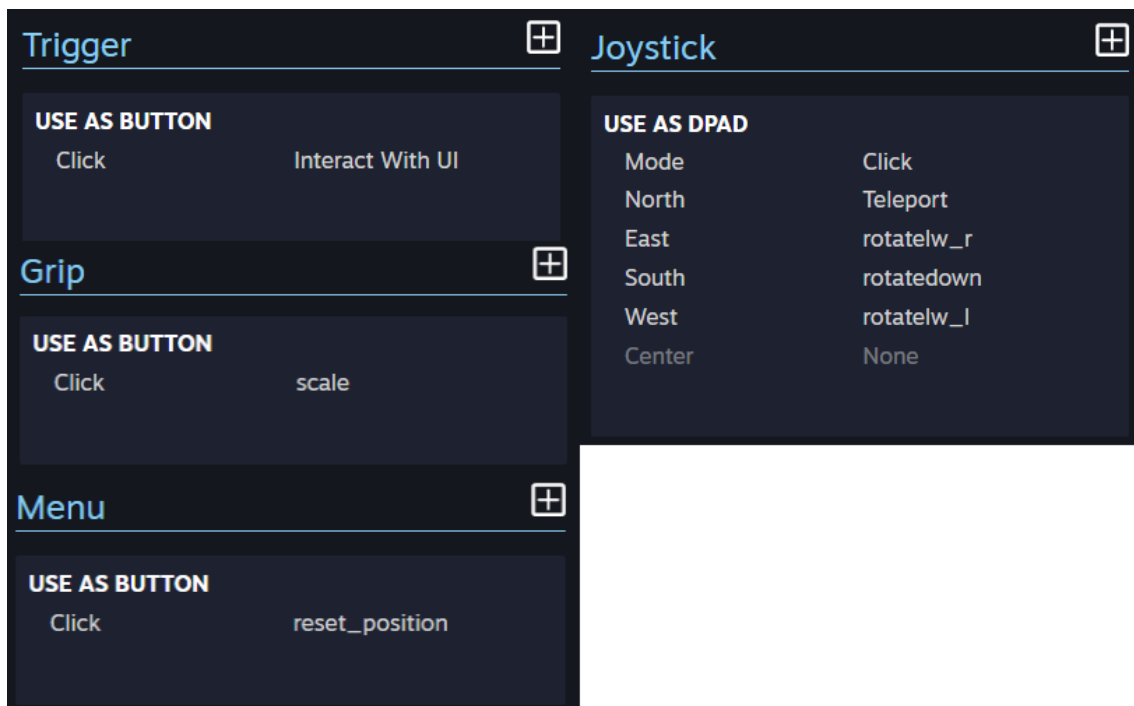 Trigger
USE AS BUTTON
Click Interact With UI
Grip
USE AS BUTTON
Click scale
Menu
USE AS BUTTON
Click reset_position
Joystick
USE AS DPAD
Mode Click
North Teleport
East rotatelw_r
South rotatedown
West rotatelw_l
Center None